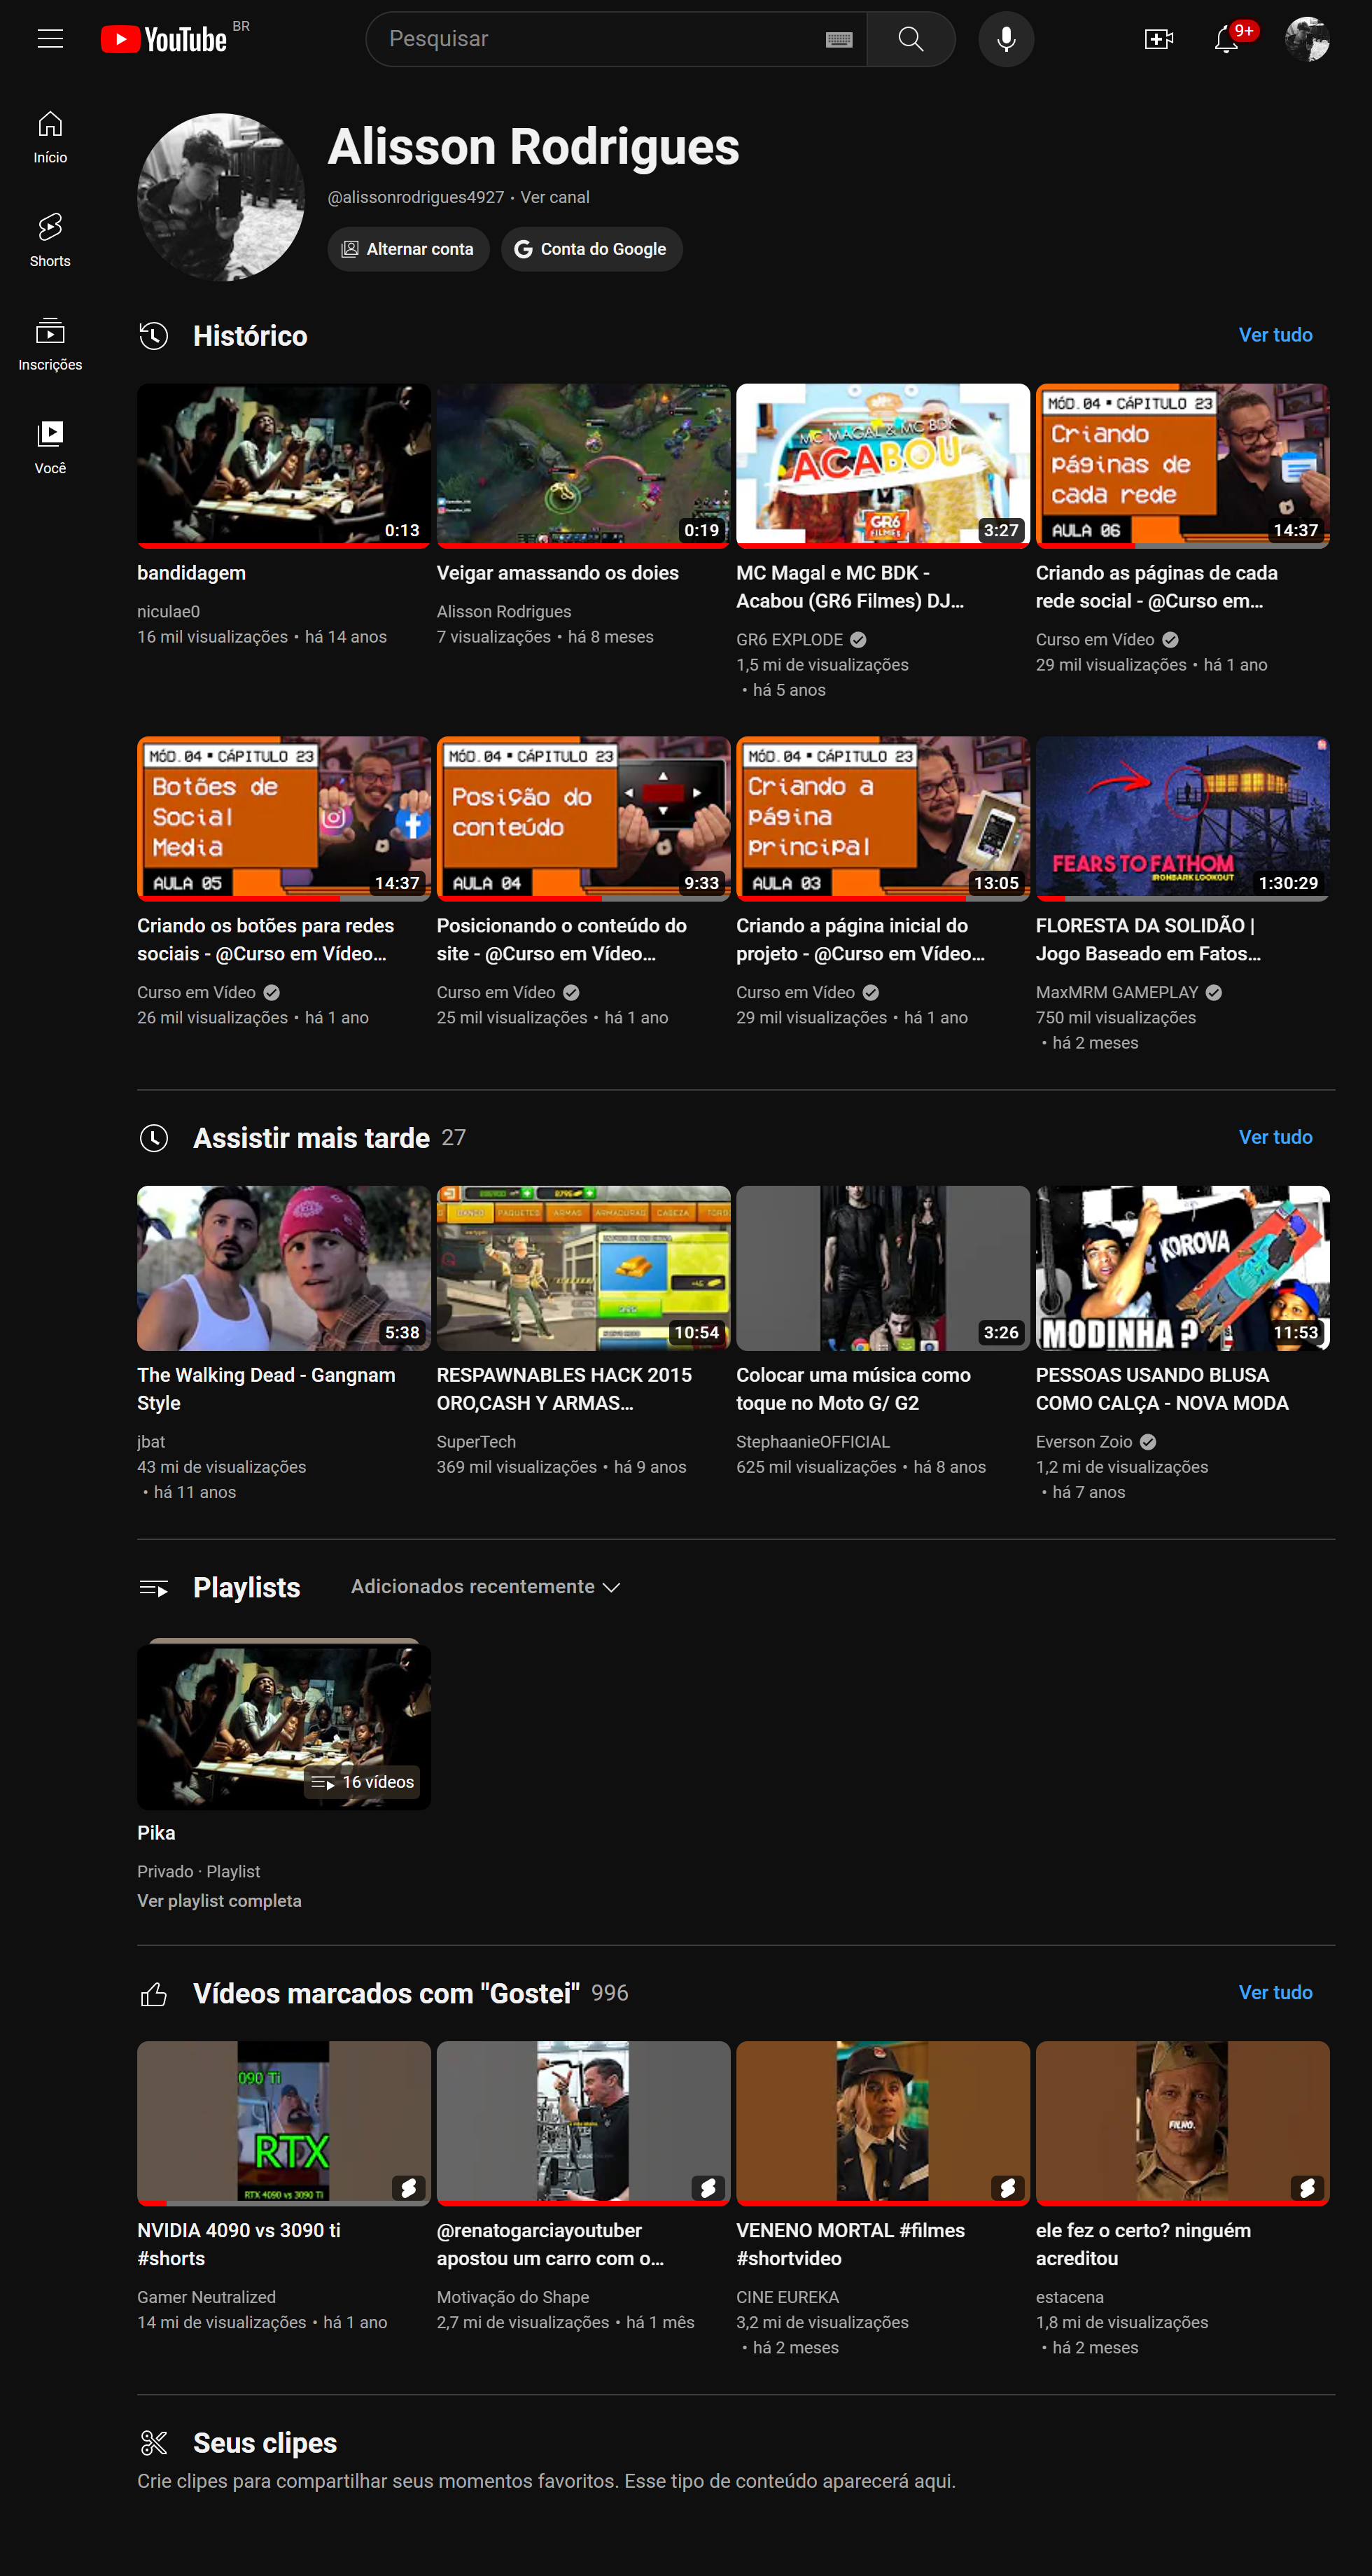 YouTube BR
Pesquisar
9+
Início
Shorts
Inscrições
Você
Alisson Rodrigues
@alissonrodrigues4927 • Ver canal
Alternar conta
Conta do Google
Histórico
Ver tudo
0:13
bandidagem
niculae0
16 mil visualizações • há 14 anos
0:19
Veigar amassando os doies
Alisson Rodrigues
7 visualizações • há 8 meses
MC MAGAL & MC BDK
ACABOU
GR6
FILMES
3:27
MC Magal e MC BDK -
Acabou (GR6 Filmes) DJ...
GR6 EXPLODE
1,5 mi de visualizações
• há 5 anos
MÓD. 04 ▪ CÁPITULO 23
Criando
páginas de
cada rede
AULA 06
14:37
Criando as páginas de cada
rede social - @Curso em...
Curso em Vídeo
29 mil visualizações • há 1 ano
MÓD. 04 ▪ CÁPITULO 23
Botões de
Social
Media
AULA 05
14:37
Criando os botões para redes
sociais - @Curso em Vídeo...
Curso em Vídeo
26 mil visualizações • há 1 ano
MÓD. 04 ▪ CÁPITULO 23
Posição do
conteúdo
AULA 04
9:33
Posicionando o conteúdo do
site - @Curso em Vídeo...
Curso em Vídeo
25 mil visualizações • há 1 ano
MÓD. 04 ▪ CÁPITULO 23
Criando a
página
principal
AULA 03
13:05
Criando a página inicial do
projeto - @Curso em Vídeo...
Curso em Vídeo
29 mil visualizações • há 1 ano
FEARS TO FATHOM
IRONBARK LOOKOUT
1:30:29
FLORESTA DA SOLIDÃO |
Jogo Baseado em Fatos...
MaxMRM GAMEPLAY
750 mil visualizações
• há 2 meses
Assistir mais tarde 27
Ver tudo
5:38
The Walking Dead - Gangnam
Style
jbat
43 mi de visualizações
• há 11 anos
PAQUETES ARMAS ARMADURAS CABEZA
10:54
RESPAWNABLES HACK 2015
ORO,CASH Y ARMAS...
SuperTech
369 mil visualizações • há 9 anos
3:26
Colocar uma música como
toque no Moto G/ G2
StephaanieOFFICIAL
625 mil visualizações • há 8 anos
KOROVA
MODINHA ?
11:53
PESSOAS USANDO BLUSA
COMO CALÇA - NOVA MODA
Everson Zoio
1,2 mi de visualizações
• há 7 anos
Playlists
Adicionados recentemente
16 vídeos
Pika
Privado · Playlist
Ver playlist completa
Vídeos marcados com "Gostei" 996
Ver tudo
090 Ti
RTX
RTX 4090 vs 3090 Ti
NVIDIA 4090 vs 3090 ti
#shorts
Gamer Neutralized
14 mi de visualizações • há 1 ano
@renatogarciayoutuber
apostou um carro com o...
Motivação do Shape
2,7 mi de visualizações • há 1 mês
VENENO MORTAL #filmes
#shortvideo
CINE EUREKA
3,2 mi de visualizações
• há 2 meses
FILHO.
ele fez o certo? ninguém
acreditou
estacena
1,8 mi de visualizações
• há 2 meses
Seus clipes
Crie clipes para compartilhar seus momentos favoritos. Esse tipo de conteúdo aparecerá aqui.